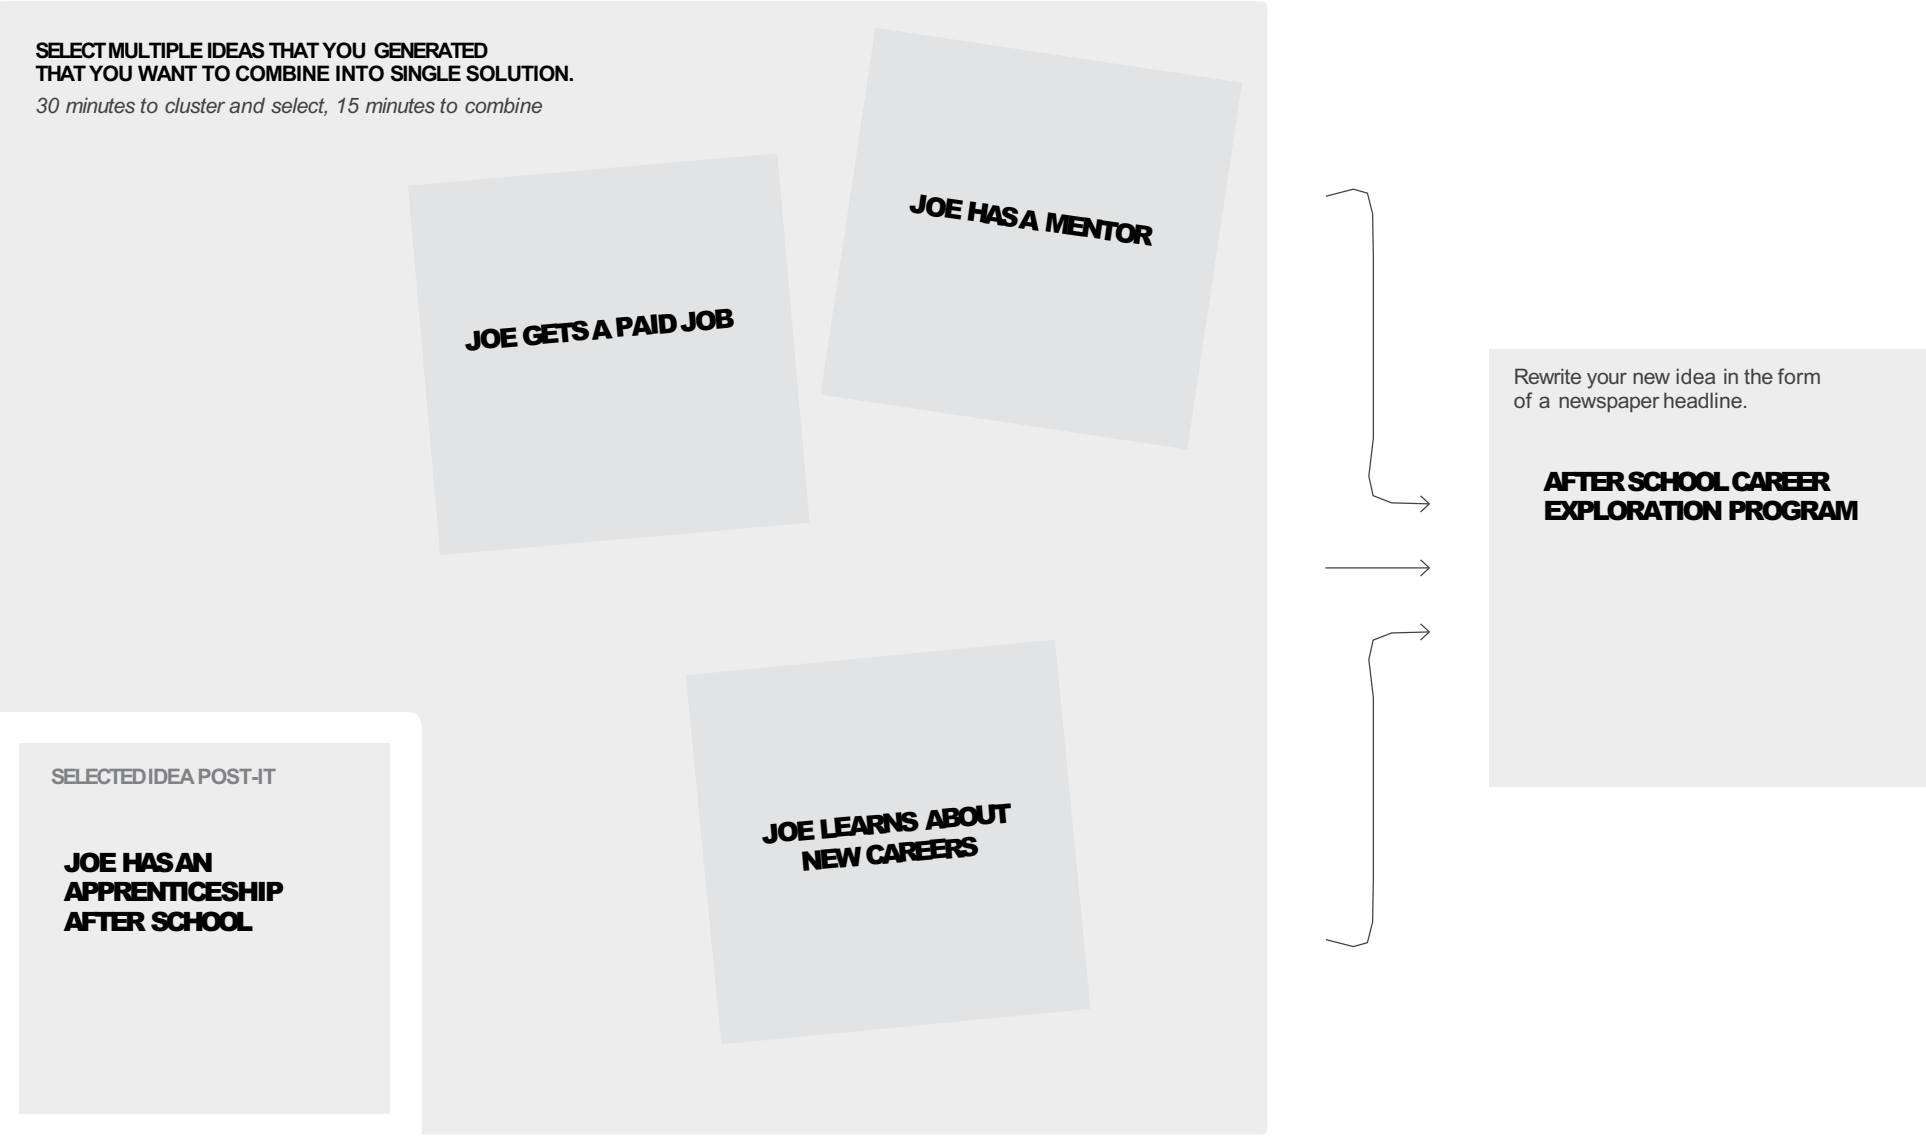 SELECT MULTIPLE IDEAS THAT YOU GENERATED
THAT YOU WANT TO COMBINE INTO SINGLE SOLUTION.
30 minutes to cluster and select, 15 minutes to combine
JOE HAS A MENTOR
JOE GETS A PAID JOB
JOE LEARNS ABOUT
NEW CAREERS
SELECTED IDEA POST-IT
JOE HAS AN
APPRENTICESHIP
AFTER SCHOOL
Rewrite your new idea in the form
of a newspaper headline.
AFTER SCHOOL CAREER
EXPLORATION PROGRAM